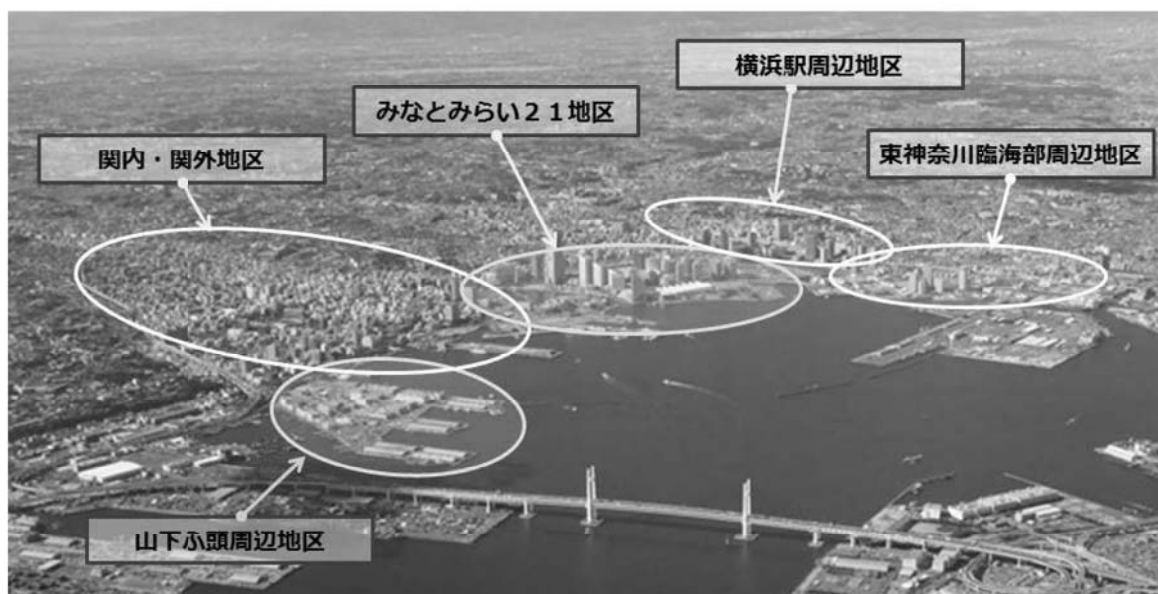 横浜駅周辺地区
みなとみらい２１地区
関内・関外地区
東神奈川臨海部周辺地区
山下ふ頭周辺地区